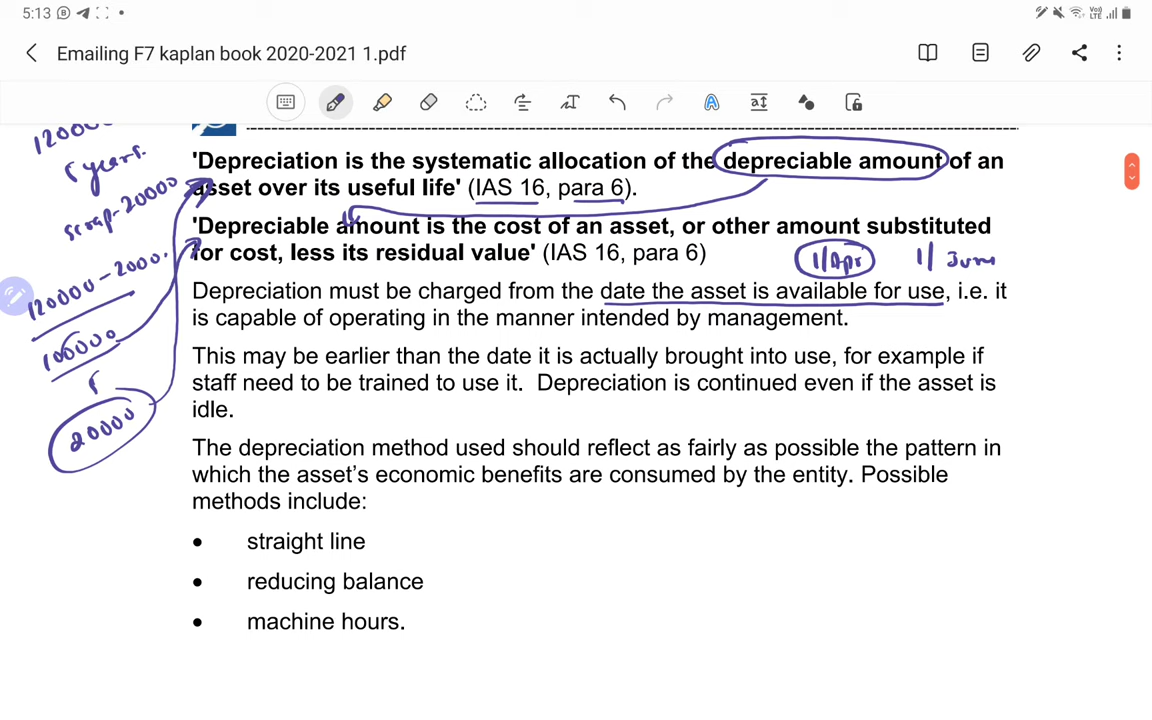 5:13
Emailing F7 kaplan book 2020-2021 1.pdf
120000
5 years.
scrap-20000
120000-2000.
100000
5
20000
'Depreciation is the systematic allocation of the depreciable amount of an
asset over its useful life' (IAS 16, para 6).
'Depreciable amount is the cost of an asset, or other amount substituted
for cost, less its residual value' (IAS 16, para 6)
1/Apr 1/ June
Depreciation must be charged from the date the asset is available for use, i.e. it
is capable of operating in the manner intended by management.
This may be earlier than the date it is actually brought into use, for example if
staff need to be trained to use it. Depreciation is continued even if the asset is
idle.
The depreciation method used should reflect as fairly as possible the pattern in
which the asset's economic benefits are consumed by the entity. Possible
methods include:
• straight line
• reducing balance
• machine hours.